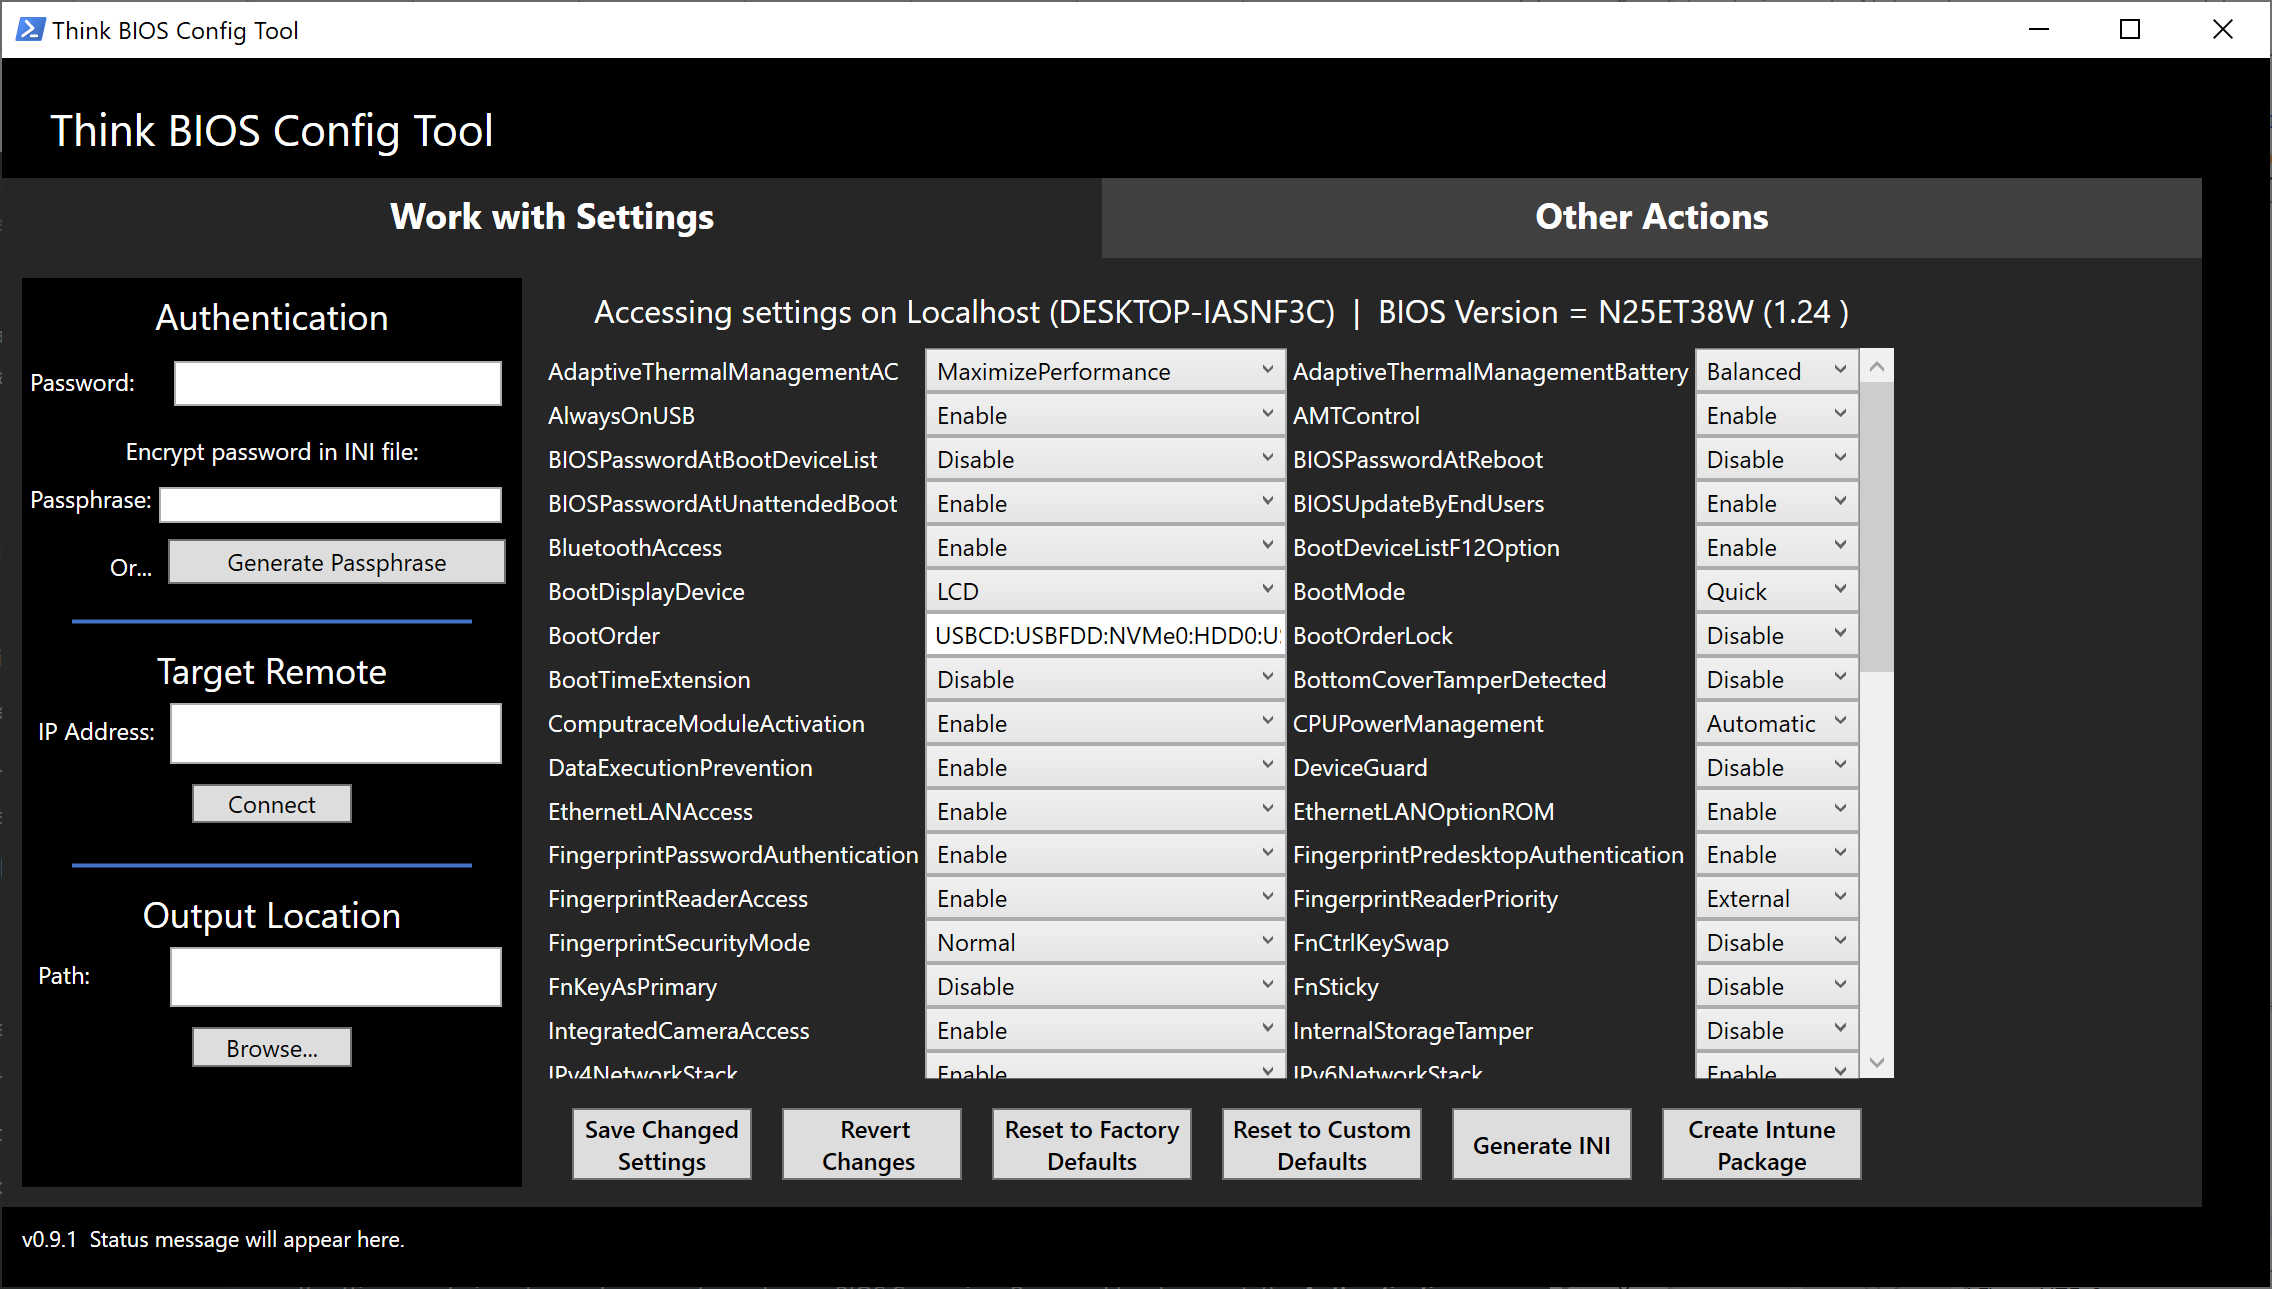 Think BIOS Config Tool
Think BIOS Config Tool
Work with Settings
Other Actions
Authentication
Password:
Encrypt password in INI file:
Passphrase:
Or...
Generate Passphrase
Target Remote
IP Address:
Connect
Output Location
Path:
Browse...
Accessing settings on Localhost (DESKTOP-IASNF3C) | BIOS Version = N25ET38W (1.24 )
AdaptiveThermalManagementAC MaximizePerformance AdaptiveThermalManagementBattery Balanced
AlwaysOnUSB Enable AMTControl Enable
BIOSPasswordAtBootDeviceList Disable BIOSPasswordAtReboot Disable
BIOSPasswordAtUnattendedBoot Enable BIOSUpdateByEndUsers Enable
BluetoothAccess Enable BootDeviceListF12Option Enable
BootDisplayDevice LCD BootMode Quick
BootOrder USBCD:USBFDD:NVMe0:HDD0:U BootOrderLock Disable
BootTimeExtension Disable BottomCoverTamperDetected Disable
ComputraceModuleActivation Enable CPUPowerManagement Automatic
DataExecutionPrevention Enable DeviceGuard Disable
EthernetLANAccess Enable EthernetLANOptionROM Enable
FingerprintPasswordAuthentication Enable FingerprintPredesktopAuthentication Enable
FingerprintReaderAccess Enable FingerprintReaderPriority External
FingerprintSecurityMode Normal FnCtrlKeySwap Disable
FnKeyAsPrimary Disable FnSticky Disable
IntegratedCameraAccess Enable InternalStorageTamper Disable
IPv4NetworkStack Enable IPv6NetworkStack Enable
Save Changed
Settings
Revert
Changes
Reset to Factory
Defaults
Reset to Custom
Defaults
Generate INI
Create Intune
Package
v0.9.1 Status message will appear here.